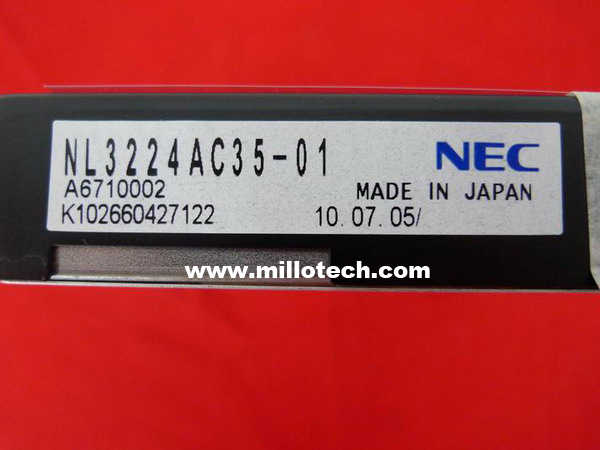 NL3224AC35-01 NEC
A6710002 MADE IN JAPAN
K102660427122 10. 07. 05/
www.millotech.com